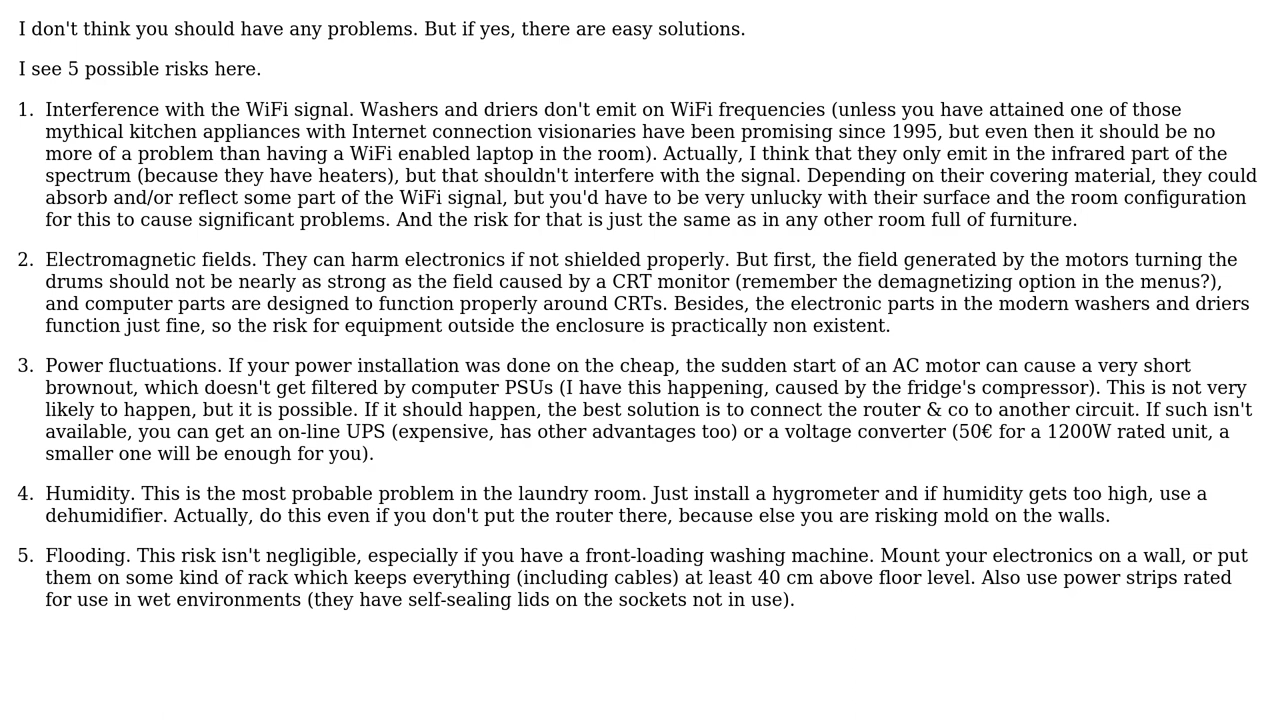 I don't think you should have any problems. But if yes, there are easy solutions.
I see 5 possible risks here.
1. Interference with the WiFi signal. Washers and driers don't emit on WiFi frequencies (unless you have attained one of those
mythical kitchen appliances with Internet connection visionaries have been promising since 1995, but even then it should be no
more of a problem than having a WiFi enabled laptop in the room). Actually, I think that they only emit in the infrared part of the
spectrum (because they have heaters), but that shouldn't interfere with the signal. Depending on their covering material, they could
absorb and/or reflect some part of the WiFi signal, but you'd have to be very unlucky with their surface and the room configuration
for this to cause significant problems. And the risk for that is just the same as in any other room full of furniture.
2. Electromagnetic fields. They can harm electronics if not shielded properly. But first, the field generated by the motors turning the
drums should not be nearly as strong as the field caused by a CRT monitor (remember the demagnetizing option in the menus?),
and computer parts are designed to function properly around CRTs. Besides, the electronic parts in the modern washers and driers
function just fine, so the risk for equipment outside the enclosure is practically non existent.
3. Power fluctuations. If your power installation was done on the cheap, the sudden start of an AC motor can cause a very short
brownout, which doesn't get filtered by computer PSUs (I have this happening, caused by the fridge's compressor). This is not very
likely to happen, but it is possible. If it should happen, the best solution is to connect the router & co to another circuit. If such isn't
available, you can get an on-line UPS (expensive, has other advantages too) or a voltage converter (50€ for a 1200W rated unit, a
smaller one will be enough for you).
4. Humidity. This is the most probable problem in the laundry room. Just install a hygrometer and if humidity gets too high, use a
dehumidifier. Actually, do this even if you don't put the router there, because else you are risking mold on the walls.
5. Flooding. This risk isn't negligible, especially if you have a front-loading washing machine. Mount your electronics on a wall, or put
them on some kind of rack which keeps everything (including cables) at least 40 cm above floor level. Also use power strips rated
for use in wet environments (they have self-sealing lids on the sockets not in use).